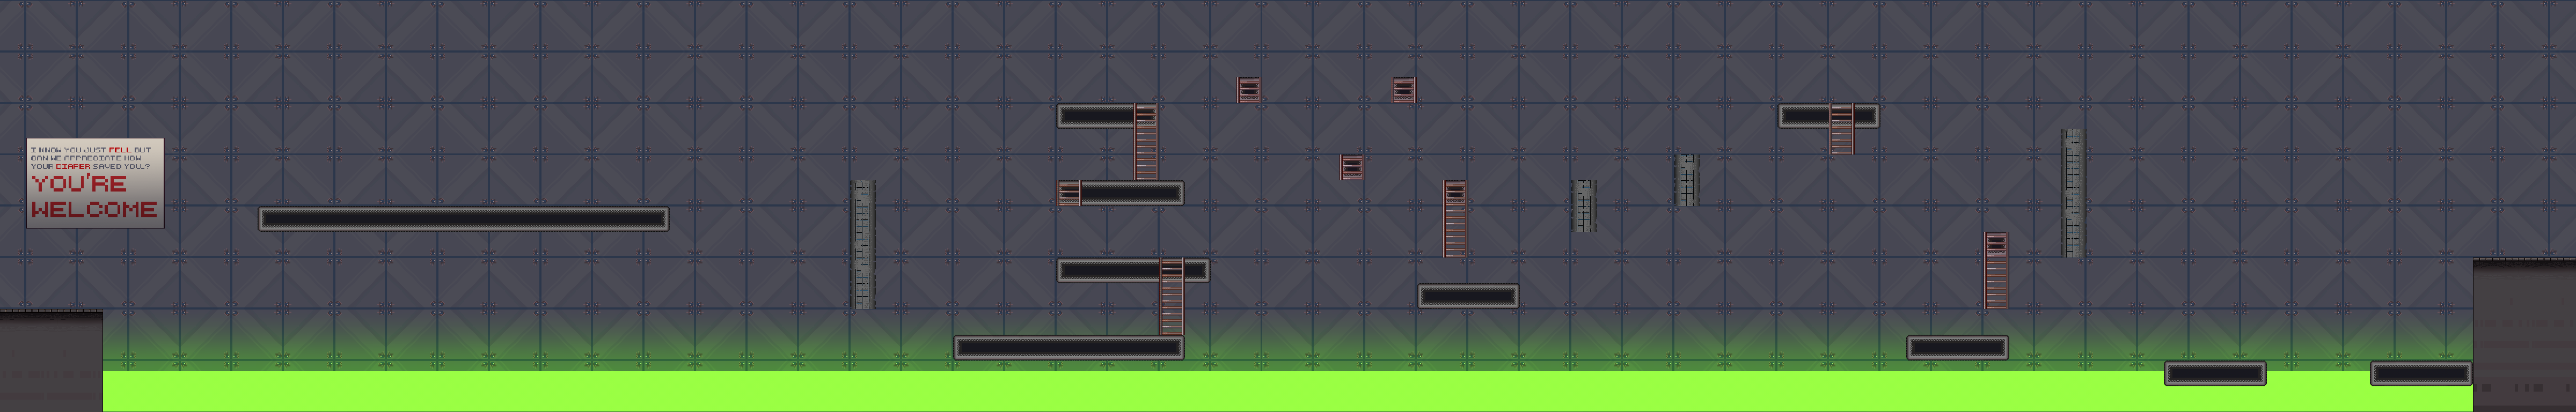 I KNOW YOU JUST FELL BUT
CAN WE APPRECIATE HOW
YOUR DIAPER SAVED YOU..?
YOU'RE
WELCOME